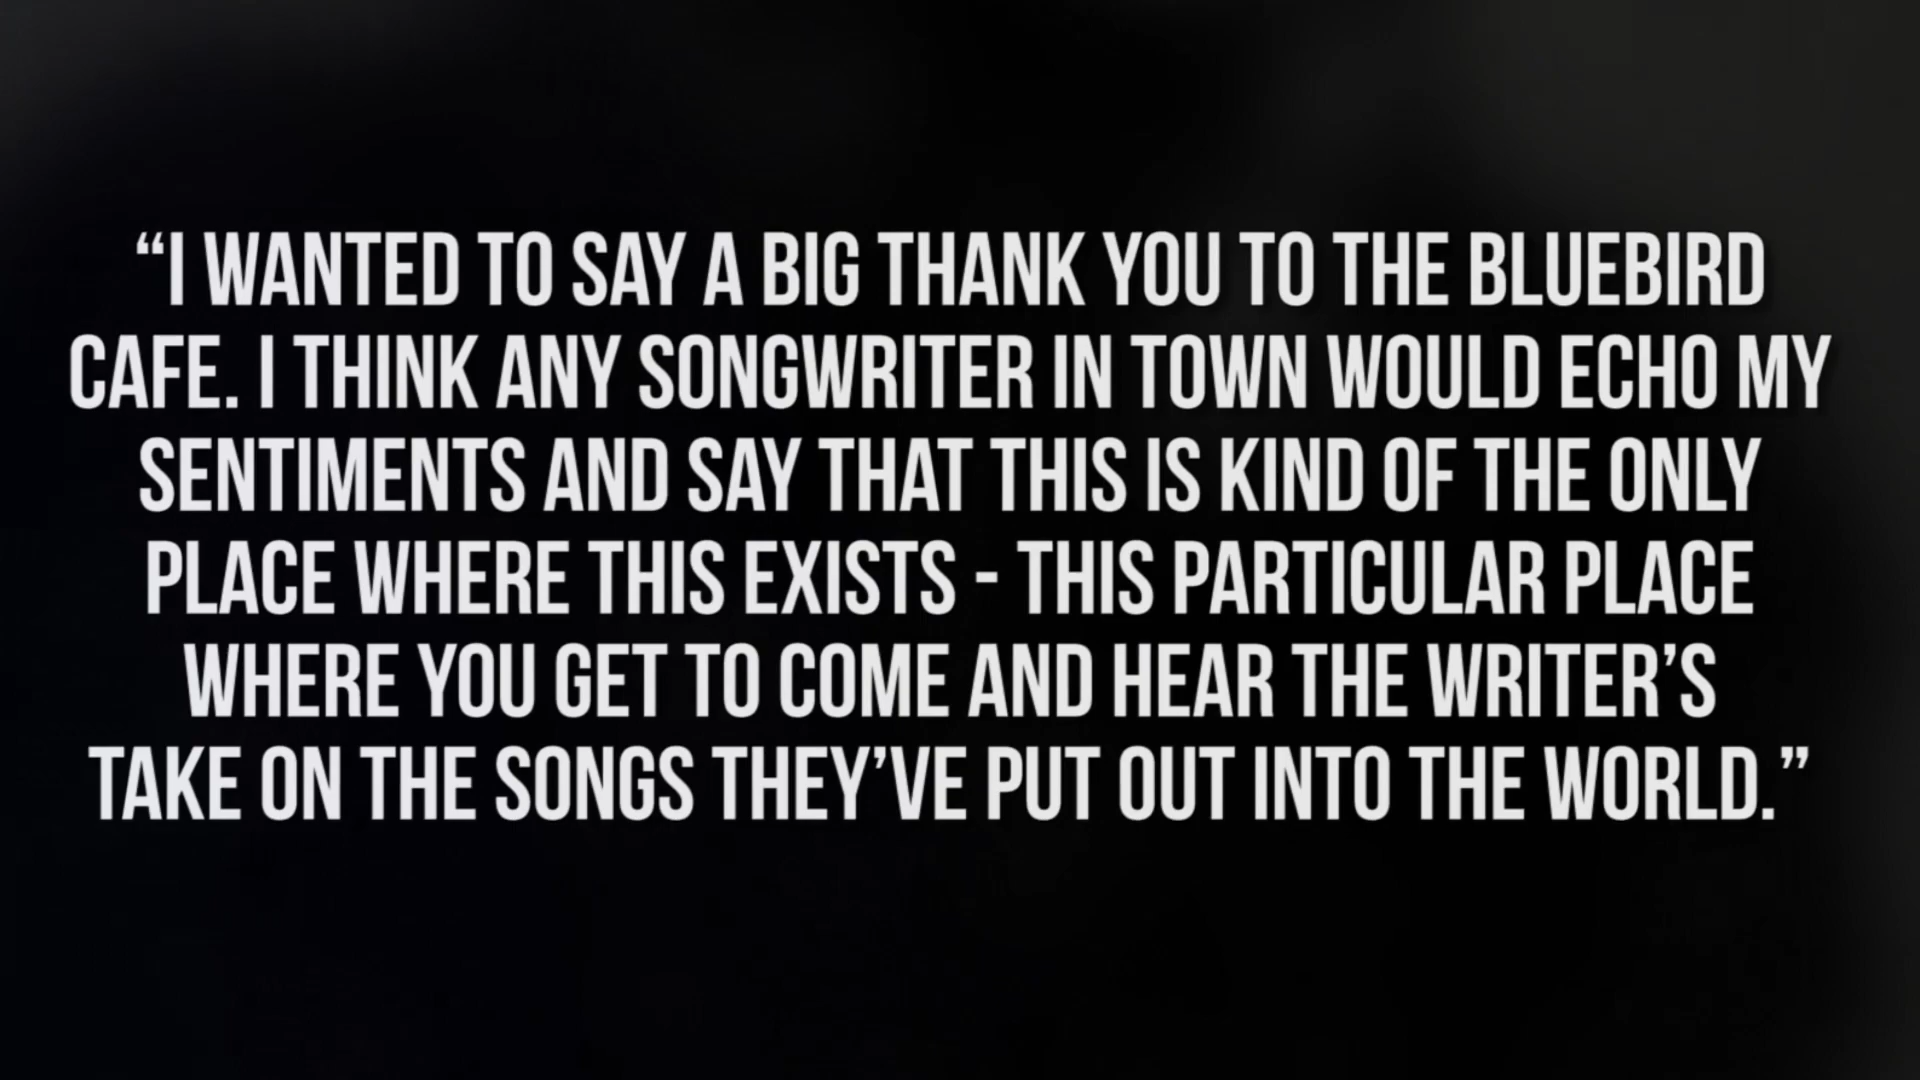 “I WANTED TO SAY A BIG THANK YOU TO THE BLUEBIRD
CAFE. I THINK ANY SONGWRITER IN TOWN WOULD ECHO MY
SENTIMENTS AND SAY THAT THIS IS KIND OF THE ONLY
PLACE WHERE THIS EXISTS - THIS PARTICULAR PLACE
WHERE YOU GET TO COME AND HEAR THE WRITER’S
TAKE ON THE SONGS THEY’VE PUT OUT INTO THE WORLD.”